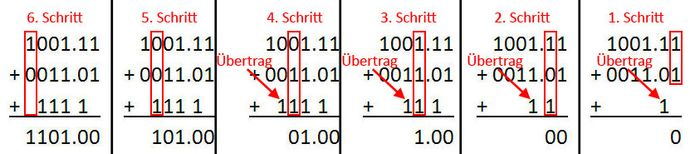 6. Schritt
1001.11
+ 0011.01
+ 111 1
1101.00
5. Schritt
1001.11
+ 0011.01
+ 111 1
101.00
4. Schritt
1001.11
Übertrag
+ 0011.01
+ 111 1
01.00
3. Schritt
1001.11
Übertrag
+ 0011.01
+ 11 1
1.00
2. Schritt
1001.11
Übertrag
+ 0011.01
+ 1 1
00
1. Schritt
1001.11
Übertrag
+ 0011.01
+ 1
0